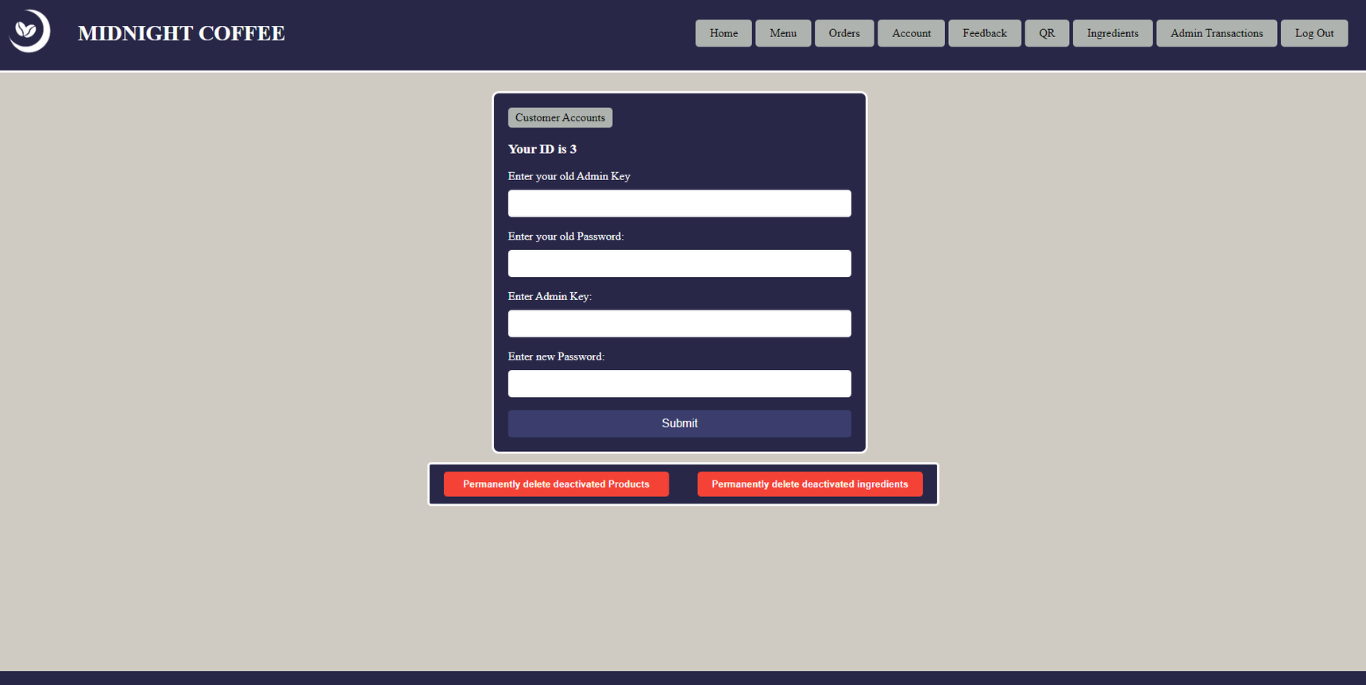 MIDNIGHT COFFEE
Home Menu Orders Account Feedback QR Ingredients Admin Transactions Log Out
Customer Accounts
Your ID is 3
Enter your old Admin Key
Enter your old Password:
Enter Admin Key:
Enter new Password:
Submit
Permanently delete deactivated Products Permanently delete deactivated ingredients